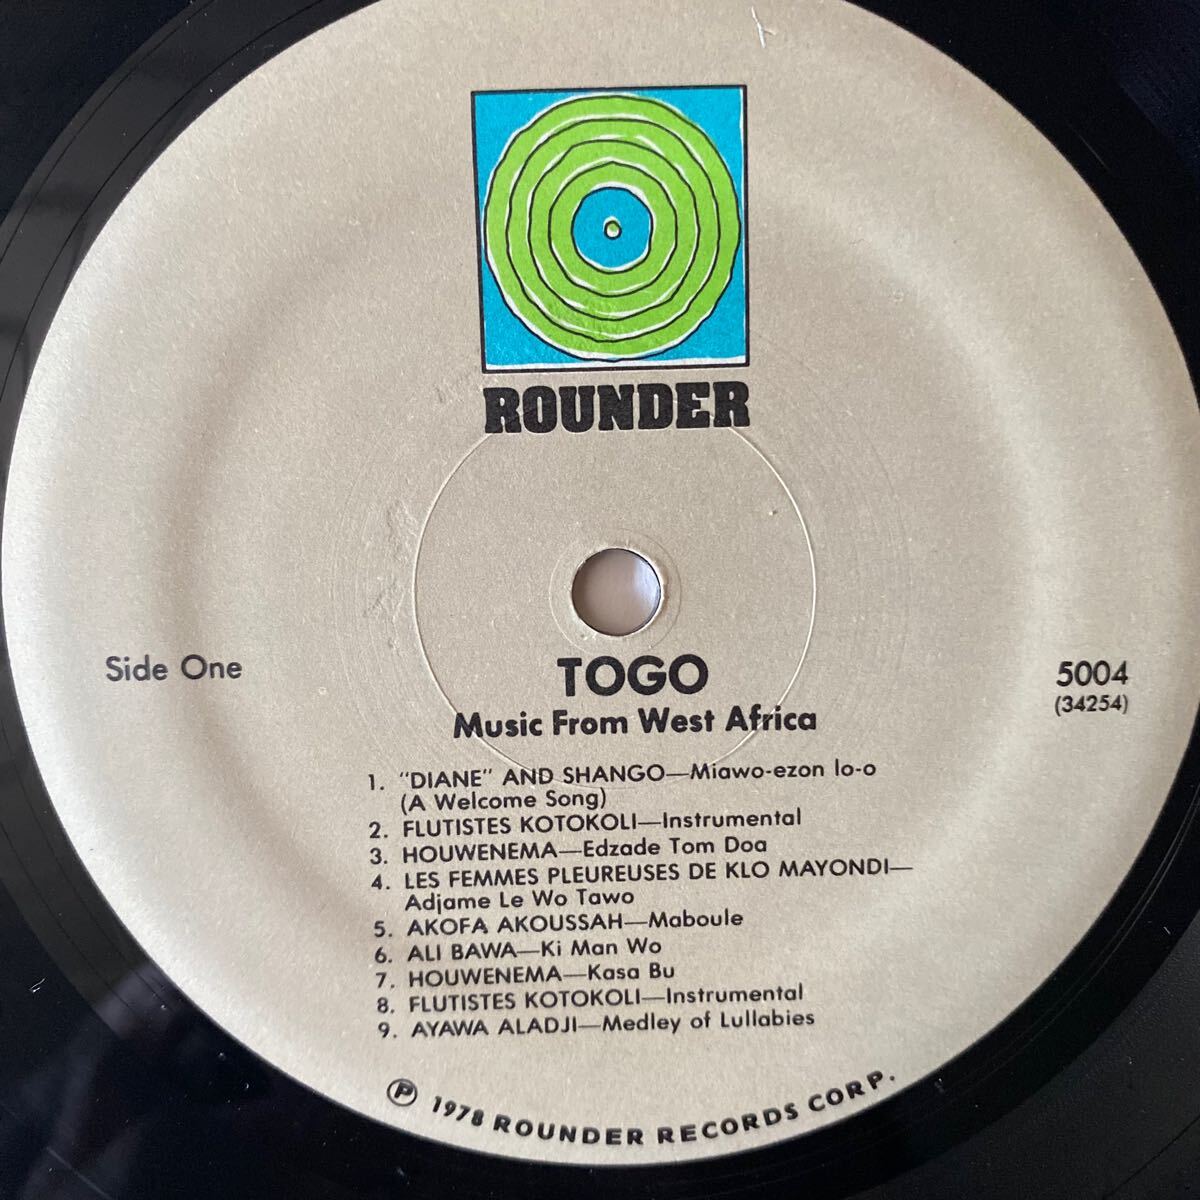 ROUNDER
Side One
TOGO
Music From West Africa
5004
(34254)
1. "DIANE" AND SHANGO—Miawo-ezon lo-o
(A Welcome Song)
2. FLUTISTES KOTOKOLI—Instrumental
3. HOUWENEMA—Edzade Tom Doa
4. LES FEMMES PLEUREUSES DE KLO MAYONDI—
Adjame Le Wo Tawo
5. AKOFA AKOUSSAH—Maboule
6. ALI BAWA—Ki Man Wo
7. HOUWENEMA—Kasa Bu
8. FLUTISTES KOTOKOLI—Instrumental
9. AYAWA ALADJI—Medley of Lullabies
℗ 1978 ROUNDER RECORDS CORP.